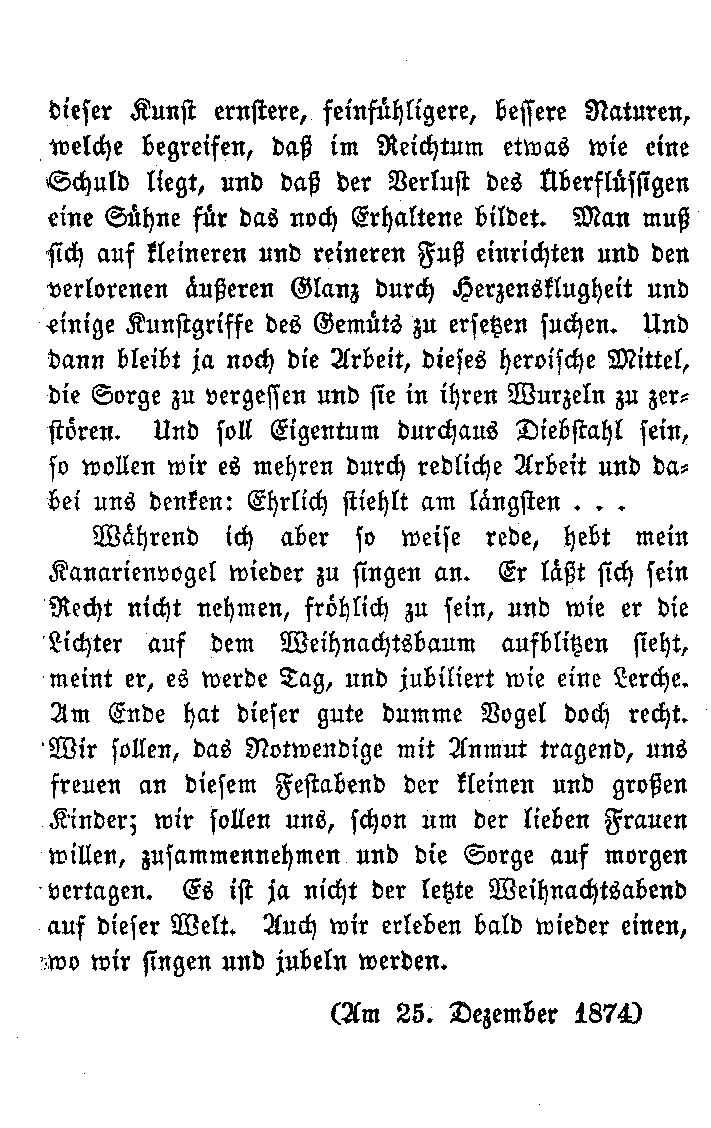 dieser Kunst ernstere, feinfühligere, bessere Naturen,
welche begreifen, daß im Reichtum etwas wie eine
Schuld liegt, und daß der Verlust des Überflüssigen
eine Sühne für das noch Erhaltene bildet. Man muß
sich auf kleineren und reineren Fuß einrichten und den
verlorenen äußeren Glanz durch Herzensklugheit und
einige Kunstgriffe des Gemüts zu ersetzen suchen. Und
dann bleibt ja noch die Arbeit, dieses heroische Mittel,
die Sorge zu vergessen und sie in ihren Wurzeln zu zer-
stören. Und soll Eigentum durchaus Diebstahl sein,
so wollen wir es mehren durch redliche Arbeit und da-
bei uns denken: Ehrlich stiehlt am längsten . . .
Während ich aber so weise rede, hebt mein
Kanarienvogel wieder zu singen an. Er läßt sich sein
Recht nicht nehmen, fröhlich zu sein, und wie er die
Lichter auf dem Weihnachtsbaum aufblitzen sieht,
meint er, es werde Tag, und jubiliert wie eine Lerche.
Am Ende hat dieser gute dumme Vogel doch recht.
Wir sollen, das Notwendige mit Anmut tragend, uns
freuen an diesem Festabend der kleinen und großen
Kinder; wir sollen uns, schon um der lieben Frauen
willen, zusammennehmen und die Sorge auf morgen
vertagen. Es ist ja nicht der letzte Weihnachtsabend
auf dieser Welt. Auch wir erleben bald wieder einen,
wo wir singen und jubeln werden.
(Am 25. Dezember 1874)